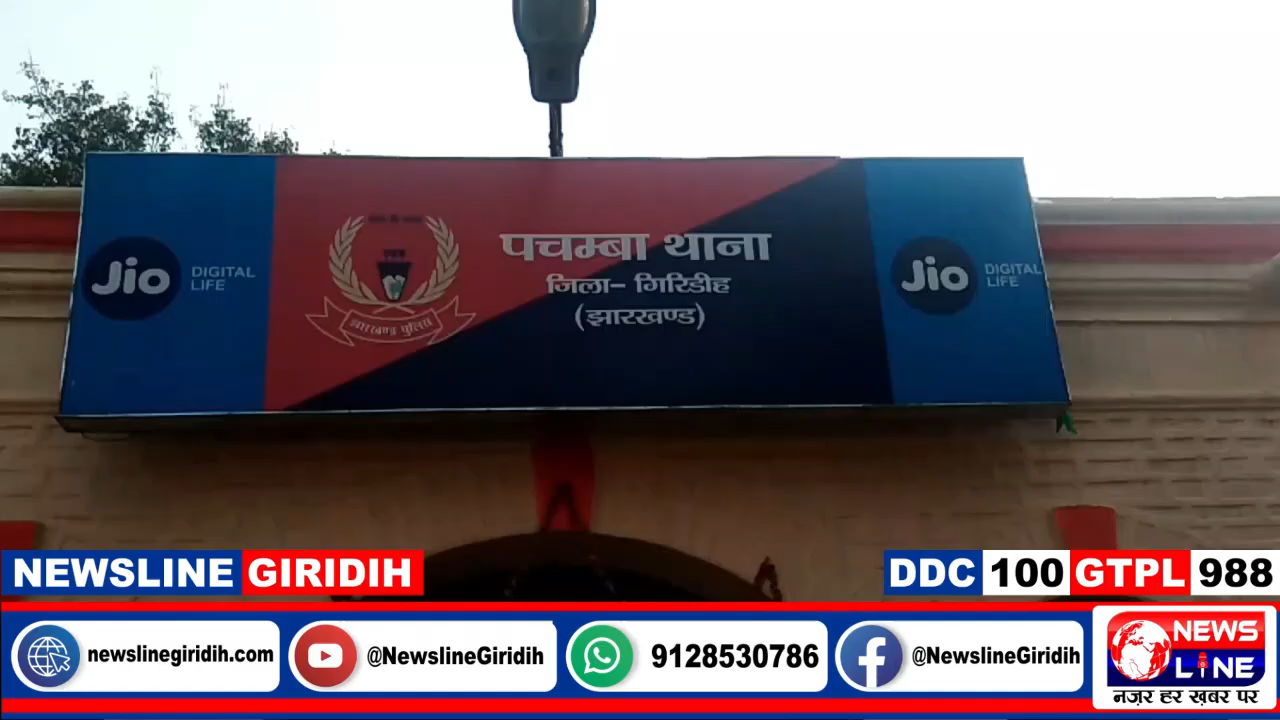 Jio
DIGITAL
LIFE
झारखण्ड पुलिस
पचम्बा थाना
जिला- गिरिडीह
(झारखण्ड)
Jio
DIGITAL
LIFE
NEWSLINE GIRIDIH
DDC 100 GTPL 988
newslinegiridih.com
@NewslineGiridih
9128530786
@NewslineGiridih
NEWS
LINE
नज़र हर ख़बर पर